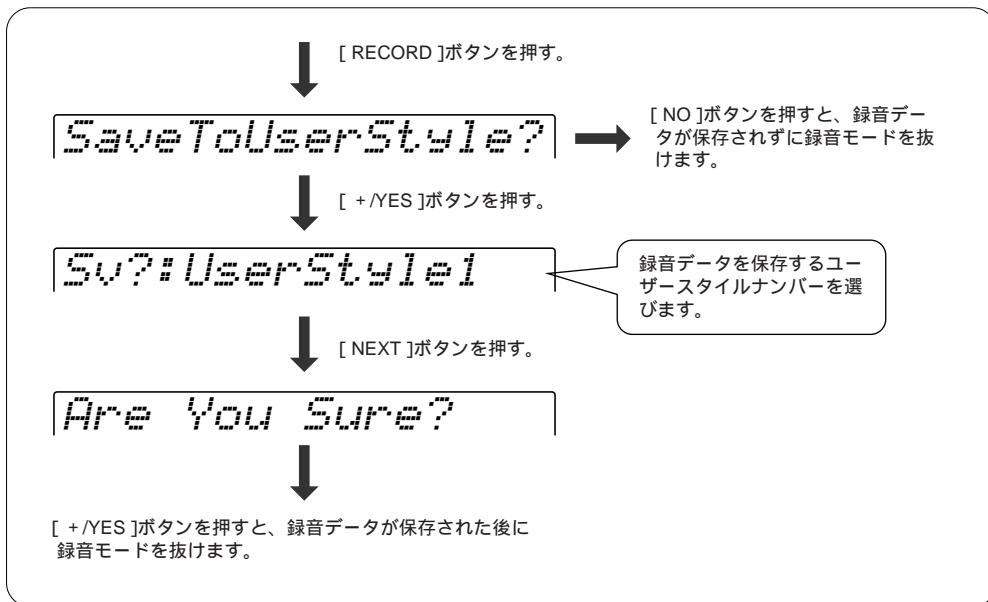 [ RECORD ]ボタンを押す。
SaveToUserStyle?
[ NO ]ボタンを押すと、録音デー
タが保存されずに録音モードを抜
けます。
[ +/YES ]ボタンを押す。
Sv?:UserStyle1
録音データを保存するユー
ザースタイルナンバーを選
びます。
[ NEXT ]ボタンを押す。
Are You Sure?
[ +/YES ]ボタンを押すと、録音データが保存された後に
録音モードを抜けます。